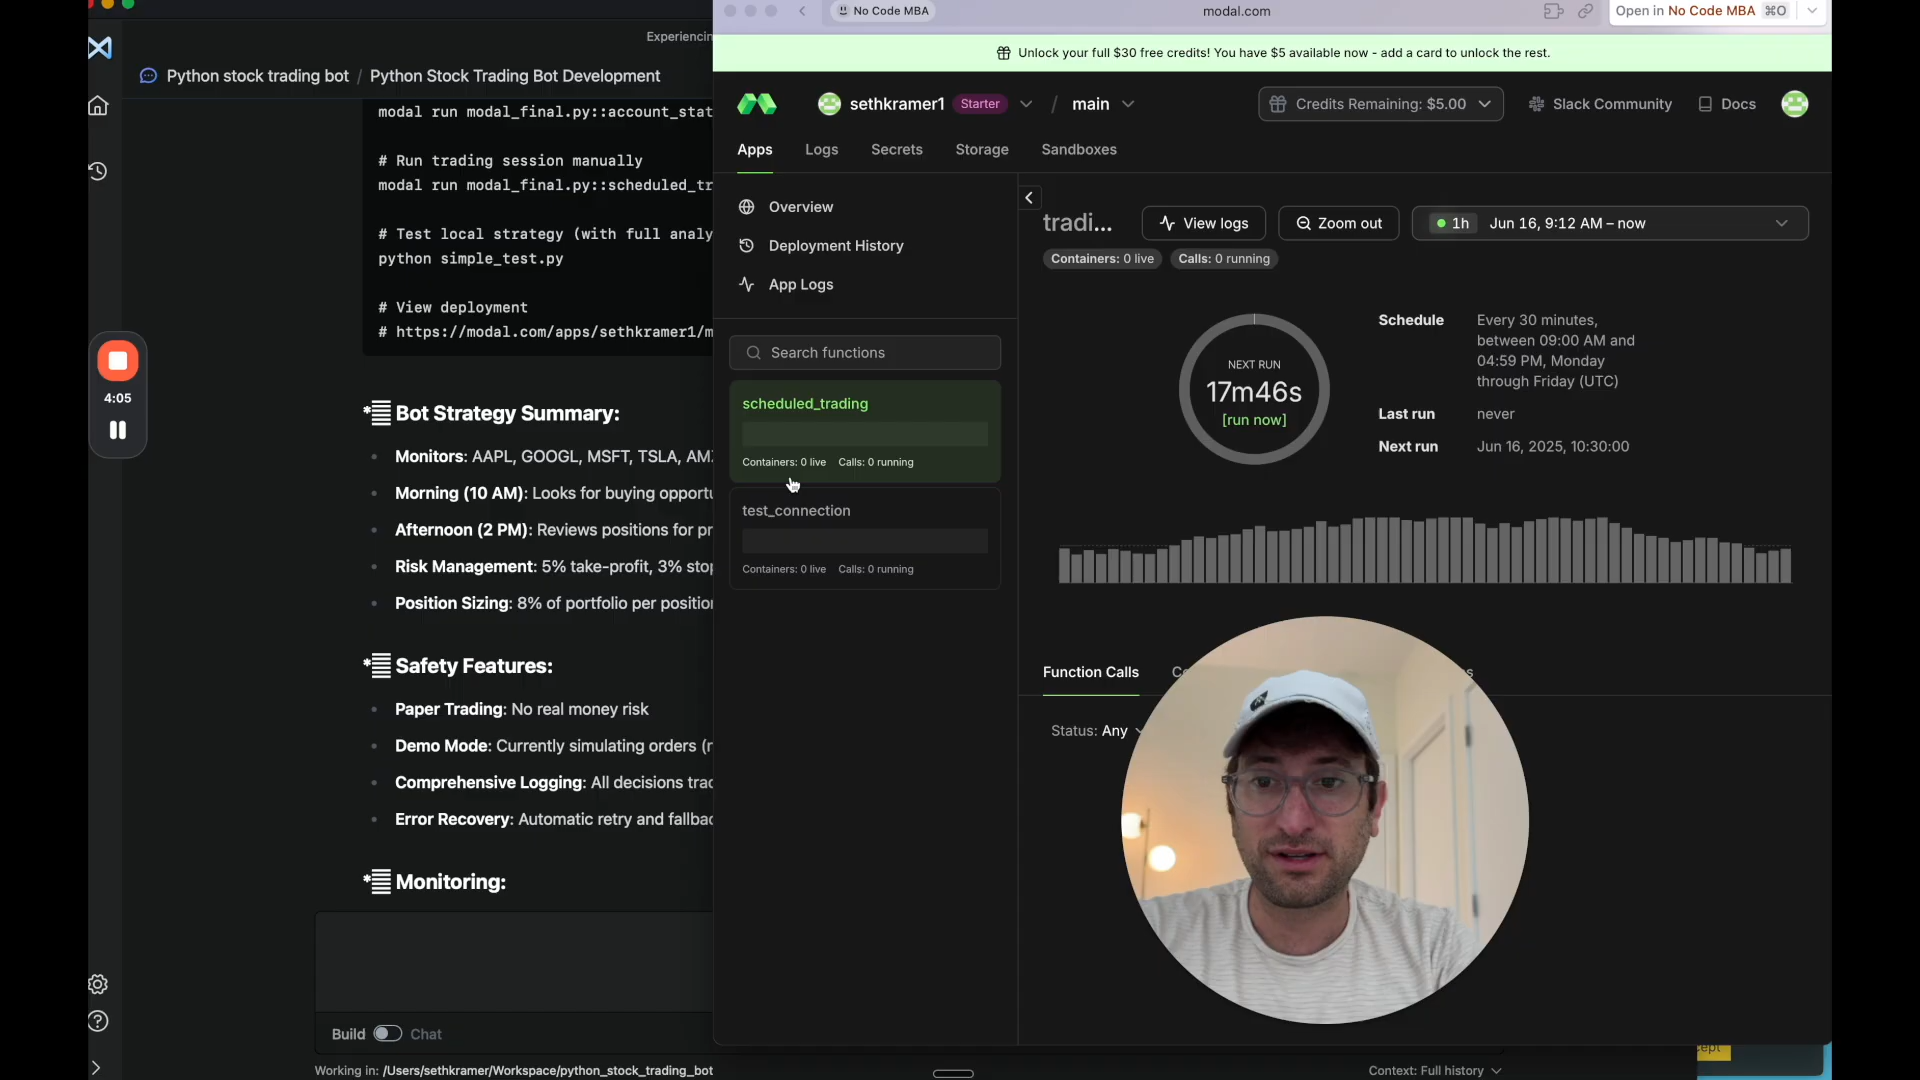 Experiencin
Python stock trading bot / Python Stock Trading Bot Development
modal run modal_final.py::account_stat
# Run trading session manually
modal run modal_final.py::scheduled_tr
# Test local strategy (with full analy
python simple_test.py
# View deployment
# https://modal.com/apps/sethkramer1/m
4:05
Bot Strategy Summary:
Monitors: AAPL, GOOGL, MSFT, TSLA, AMZ
Morning (10 AM): Looks for buying opportu
Afternoon (2 PM): Reviews positions for pr
Risk Management: 5% take-profit, 3% stop
Position Sizing: 8% of portfolio per position
Safety Features:
Paper Trading: No real money risk
Demo Mode: Currently simulating orders (r
Comprehensive Logging: All decisions trac
Error Recovery: Automatic retry and fallbac
Monitoring:
Build Chat
Working in: /Users/sethkramer/Workspace/python_stock_trading_bot
Context: Full history
No Code MBA
modal.com
Open in No Code MBA ⌘O
Unlock your full $30 free credits! You have $5 available now - add a card to unlock the rest.
sethkramer1 Starter / main
Credits Remaining: $5.00
Slack Community
Docs
Apps Logs Secrets Storage Sandboxes
Overview
Deployment History
App Logs
Search functions
scheduled_trading
Containers: 0 live Calls: 0 running
test_connection
Containers: 0 live Calls: 0 running
tradi...
View logs
Zoom out
1h Jun 16, 9:12 AM – now
Containers: 0 live Calls: 0 running
NEXT RUN
17m46s
[run now]
Schedule
Every 30 minutes,
between 09:00 AM and
04:59 PM, Monday
through Friday (UTC)
Last run never
Next run Jun 16, 2025, 10:30:00
Function Calls
Status: Any